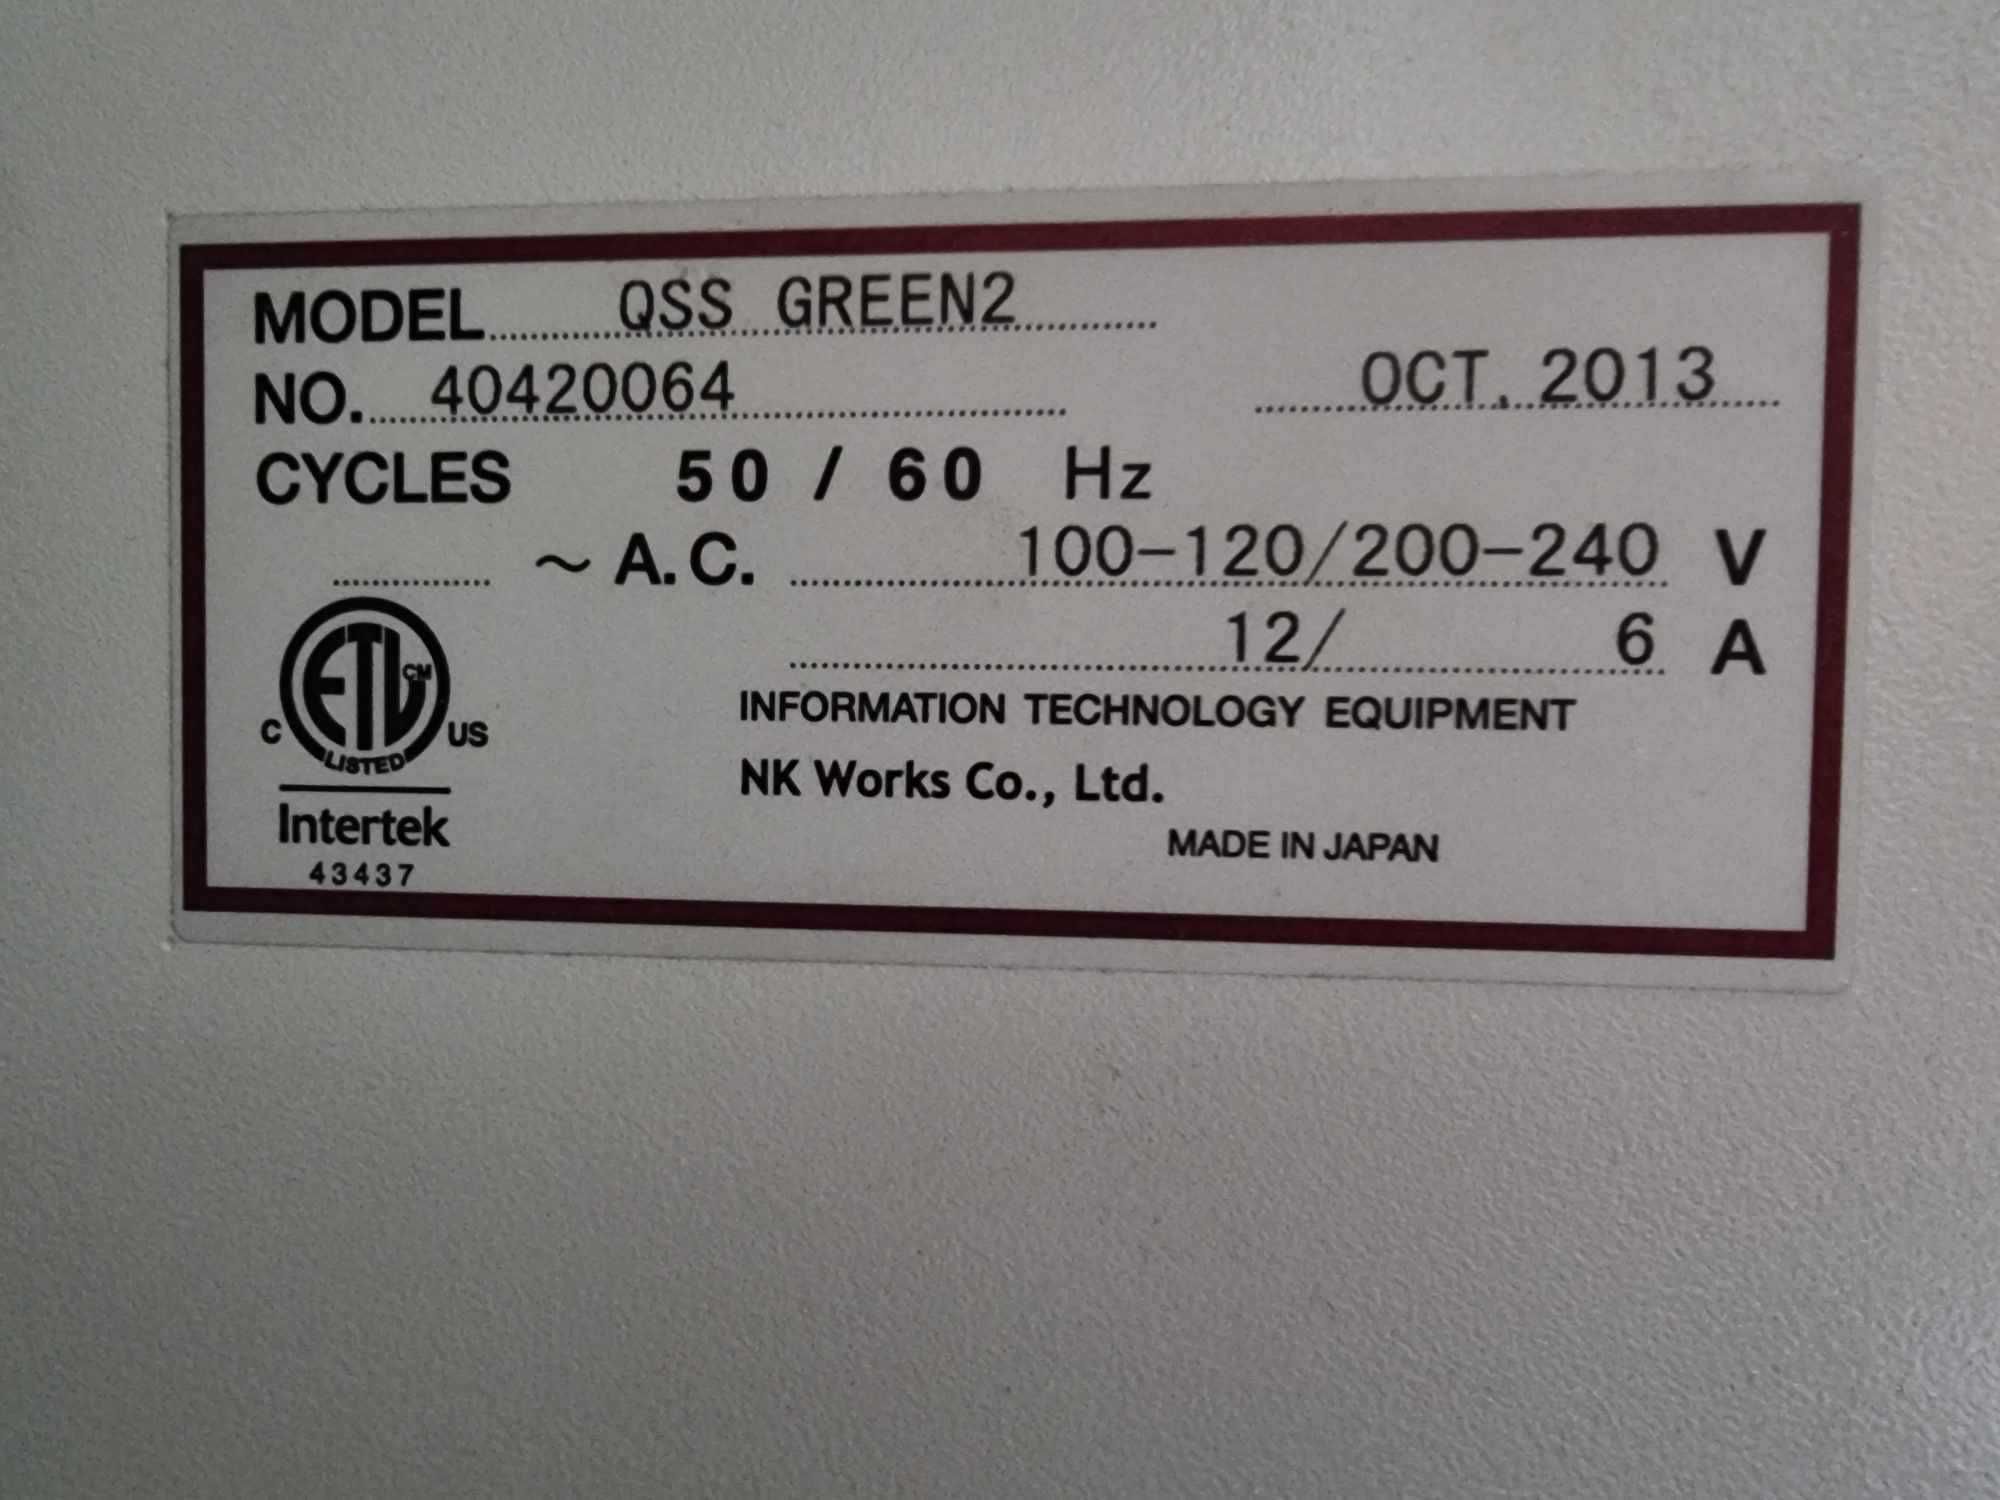 MODEL QSS GREEN2
NO. 40420064 OCT. 2013
CYCLES 50 / 60 Hz
~ A.C. 100-120/200-240 V
12/ 6 A
ETL CM
C US
LISTED
Intertek
43437
INFORMATION TECHNOLOGY EQUIPMENT
NK Works Co., Ltd.
MADE IN JAPAN